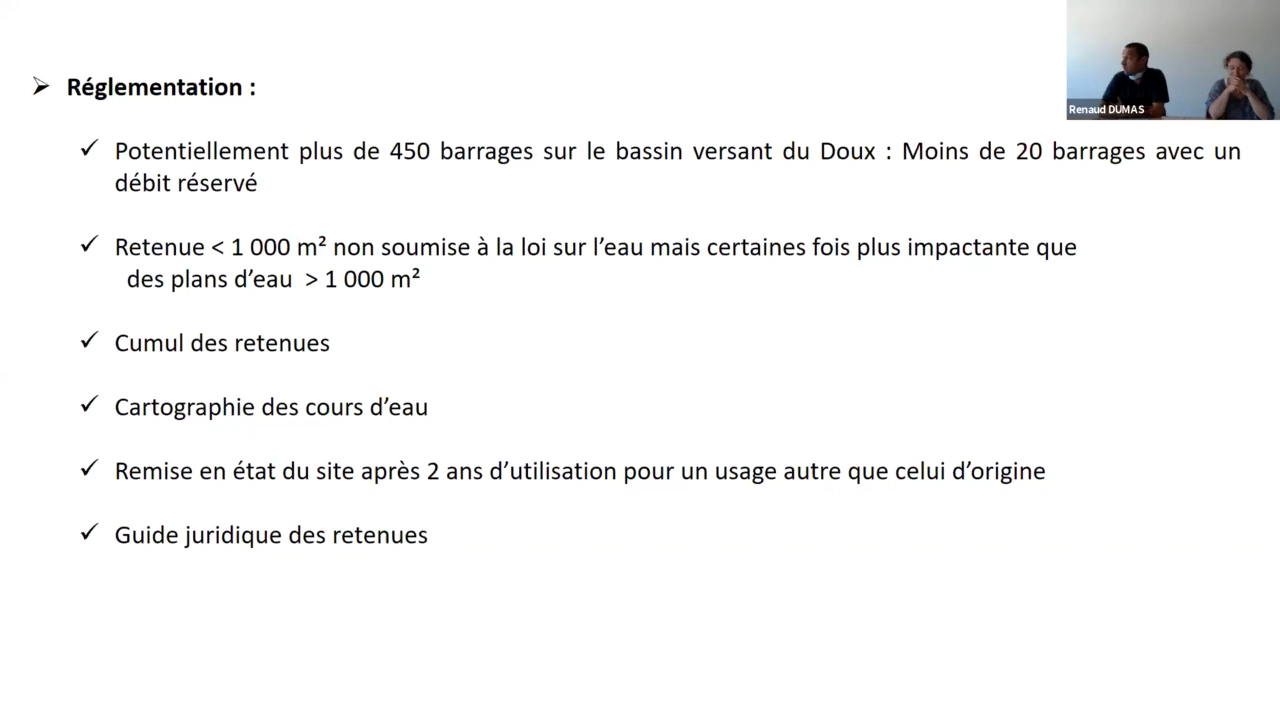 Réglementation :
Renaud DUMAS
Potentiellement plus de 450 barrages sur le bassin versant du Doux : Moins de 20 barrages avec un
débit réservé
Retenue < 1 000 m² non soumise à la loi sur l’eau mais certaines fois plus impactante que
des plans d’eau > 1 000 m²
Cumul des retenues
Cartographie des cours d’eau
Remise en état du site après 2 ans d’utilisation pour un usage autre que celui d’origine
Guide juridique des retenues